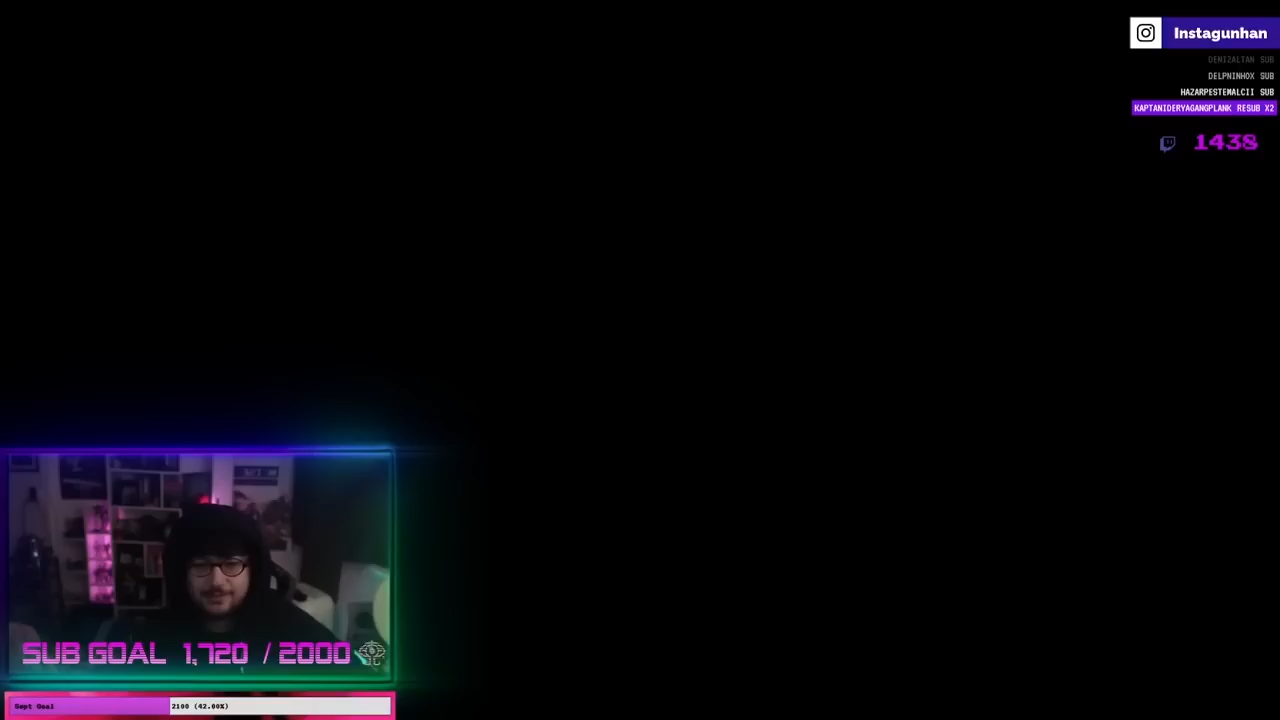 Instagunhan
DENIZALTAN SUB
DELPNINHOX SUB
HAZARPESTEMALCII SUB
KAPTANIDERYAGANGPLANK RESUB X2
1438
SUB GOAL 1,720 / 2000
Sept Goal 2100 (42.00%)